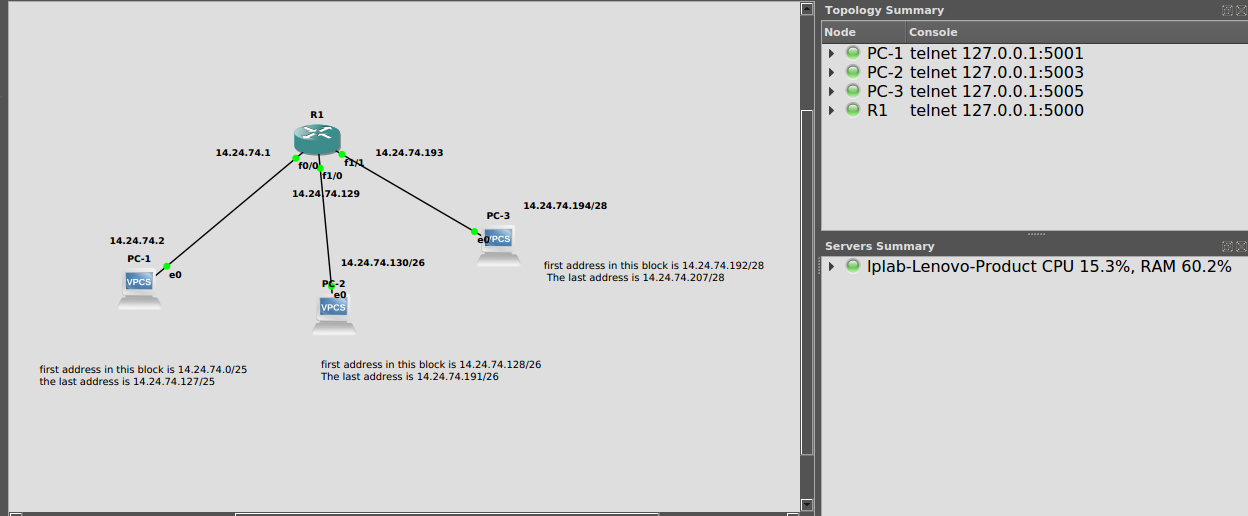 R1
14.24.74.1
14.24.74.193
f0/0
f1/1
f1/0
14.24.74.129
14.24.74.194/28
PC-3
e0
VPCS
14.24.74.2
PC-1
e0
VPCS
14.24.74.130/26
PC-2
e0
VPCS
first address in this block is 14.24.74.192/28
The last address is 14.24.74.207/28
first address in this block is 14.24.74.0/25
the last address is 14.24.74.127/25
first address in this block is 14.24.74.128/26
The last address is 14.24.74.191/26
Topology Summary
Node Console
PC-1 telnet 127.0.0.1:5001
PC-2 telnet 127.0.0.1:5003
PC-3 telnet 127.0.0.1:5005
R1 telnet 127.0.0.1:5000
Servers Summary
lplab-Lenovo-Product CPU 15.3%, RAM 60.2%